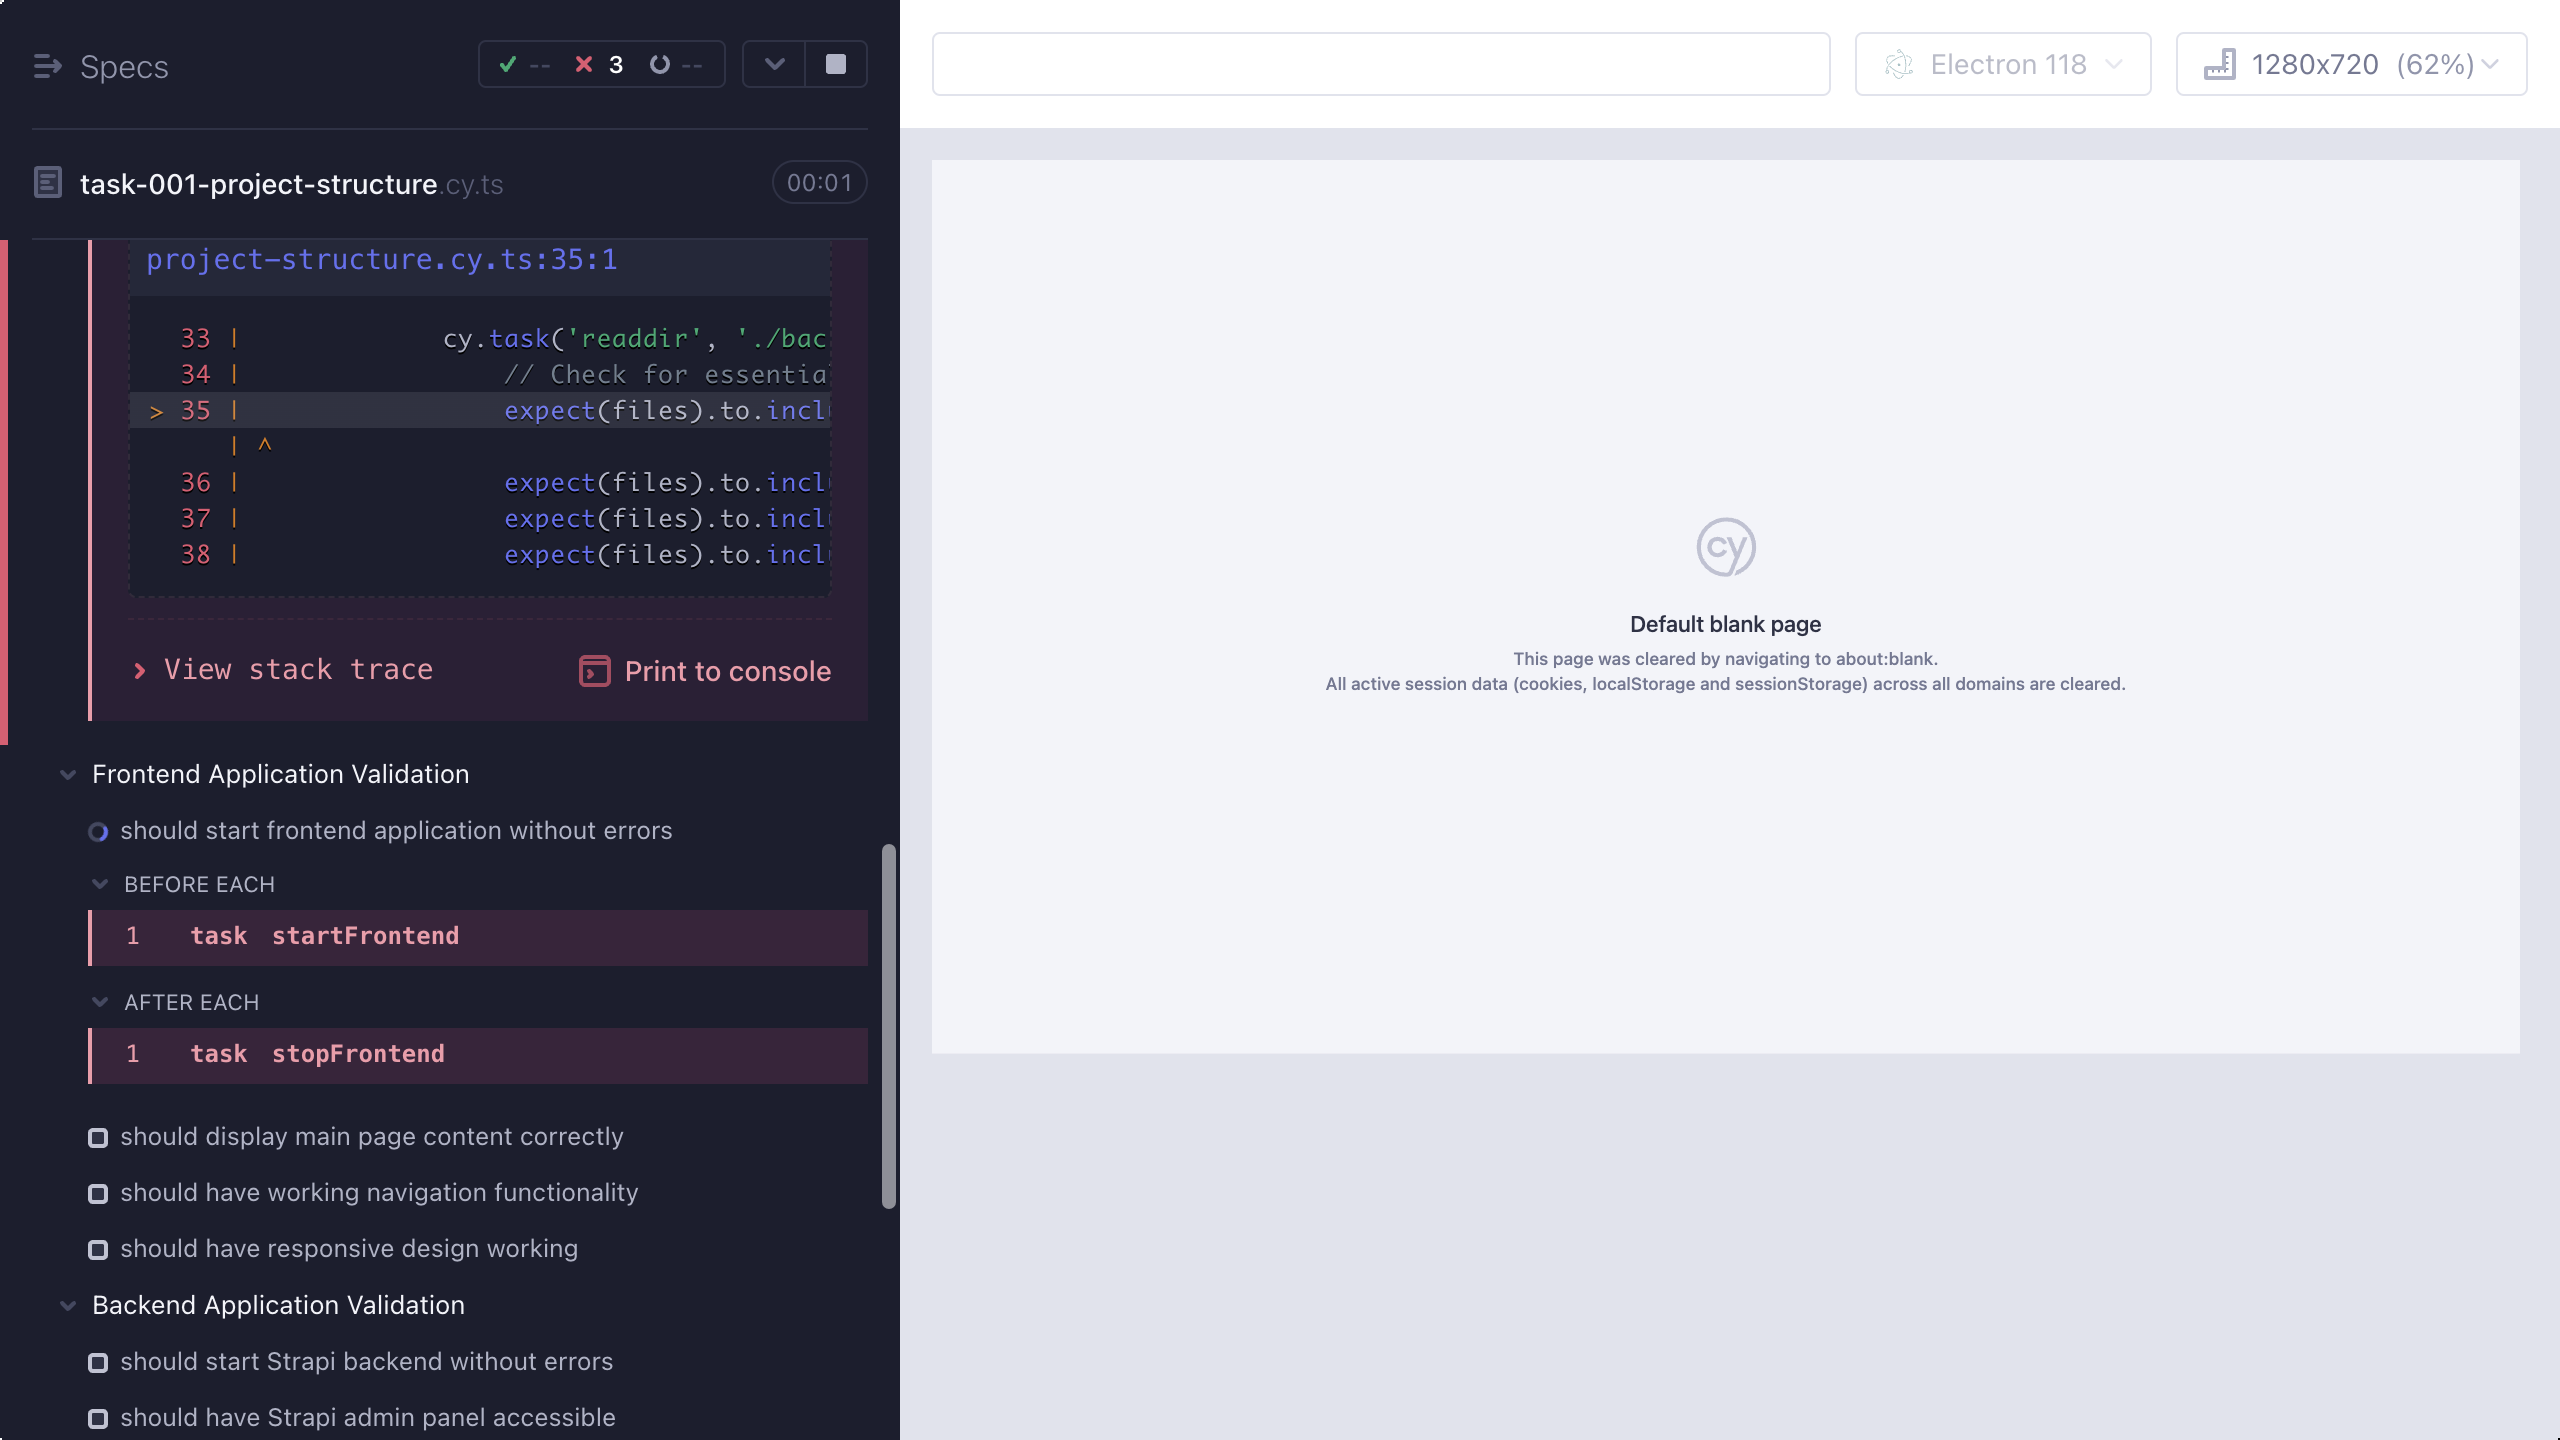 Specs
-- 3 --
task-001-project-structure.cy.ts 00:01
project-structure.cy.ts:35:1
33 | cy.task('readdir', './bac
34 | // Check for essential
> 35 | expect(files).to.inclu
| ^
36 | expect(files).to.inclu
37 | expect(files).to.inclu
38 | expect(files).to.inclu
View stack trace Print to console
Frontend Application Validation
should start frontend application without errors
BEFORE EACH
1 task startFrontend
AFTER EACH
1 task stopFrontend
should display main page content correctly
should have working navigation functionality
should have responsive design working
Backend Application Validation
should start Strapi backend without errors
should have Strapi admin panel accessible
Electron 118
1280x720 (62%)
cy
Default blank page
This page was cleared by navigating to about:blank.
All active session data (cookies, localStorage and sessionStorage) across all domains are cleared.